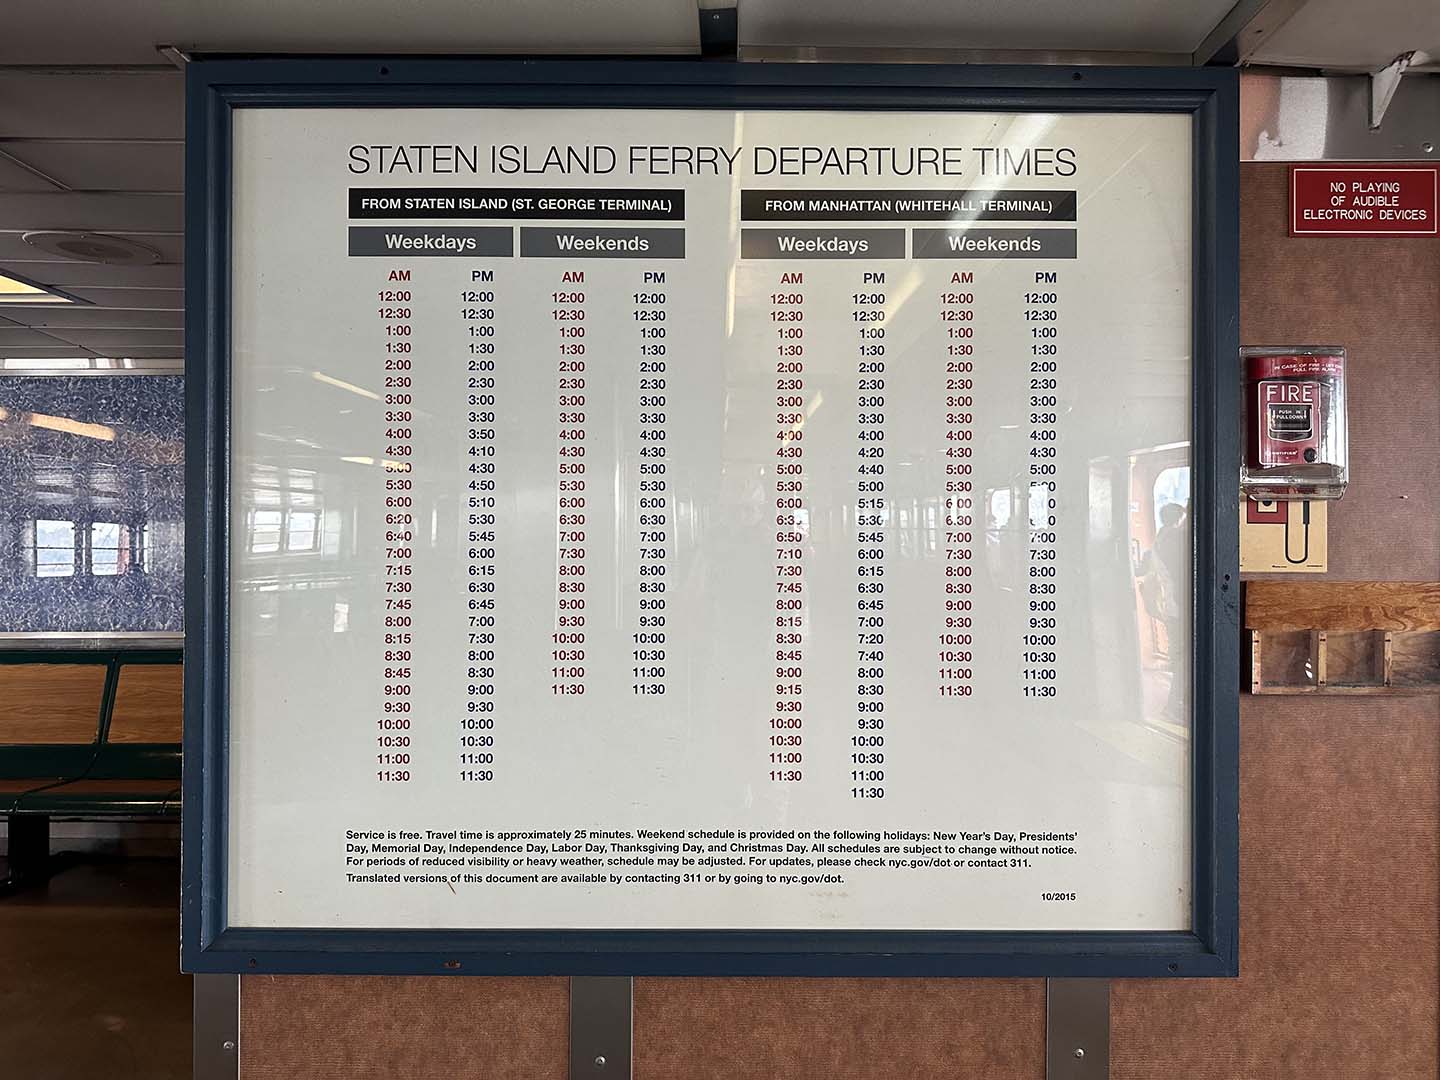 STATEN ISLAND FERRY DEPARTURE TIMES
FROM STATEN ISLAND (ST. GEORGE TERMINAL) FROM MANHATTAN (WHITEHALL TERMINAL)
Weekdays Weekends Weekdays Weekends
AM PM AM PM AM PM AM PM
12:00 12:00 12:00 12:00 12:00 12:00 12:00 12:00
12:30 12:30 12:30 12:30 12:30 12:30 12:30 12:30
1:00 1:00 1:00 1:00 1:00 1:00 1:00 1:00
1:30 1:30 1:30 1:30 1:30 1:30 1:30 1:30
2:00 2:00 2:00 2:00 2:00 2:00 2:00 2:00
2:30 2:30 2:30 2:30 2:30 2:30 2:30 2:30
3:00 3:00 3:00 3:00 3:00 3:00 3:00 3:00
3:30 3:30 3:30 3:30 3:30 3:30 3:30 3:30
4:00 3:50 4:00 4:00 4:00 4:00 4:00 4:00
4:30 4:10 4:30 4:30 4:30 4:20 4:30 4:30
5:00 4:30 5:00 5:00 5:00 4:40 5:00 5:00
5:30 4:50 5:30 5:30 5:30 5:00 5:30 5:30
6:00 5:10 6:00 6:00 6:00 5:15 6:00 6:00
6:20 5:30 6:30 6:30 6:30 5:30 6:30 6:30
6:40 5:45 7:00 7:00 6:50 5:45 7:00 7:00
7:00 6:00 7:30 7:30 7:10 6:00 7:30 7:30
7:15 6:15 8:00 8:00 7:30 6:15 8:00 8:00
7:30 6:30 8:30 8:30 7:45 6:30 8:30 8:30
7:45 6:45 9:00 9:00 8:00 6:45 9:00 9:00
8:00 7:00 9:30 9:30 8:15 7:00 9:30 9:30
8:15 7:30 10:00 10:00 8:30 7:20 10:00 10:00
8:30 8:00 10:30 10:30 8:45 7:40 10:30 10:30
8:45 8:30 11:00 11:00 9:00 8:00 11:00 11:00
9:00 9:00 11:30 11:30 9:15 8:30 11:30 11:30
9:30 9:30 9:30 9:00
10:00 10:00 10:00 9:30
10:30 10:30 10:30 10:00
11:00 11:00 11:00 10:30
11:30 11:30 11:30 11:00
11:30
Service is free. Travel time is approximately 25 minutes. Weekend schedule is provided on the following holidays: New Year's Day, Presidents'
Day, Memorial Day, Independence Day, Labor Day, Thanksgiving Day, and Christmas Day. All schedules are subject to change without notice.
For periods of reduced visibility or heavy weather, schedule may be adjusted. For updates, please check nyc.gov/dot or contact 311.
Translated versions of this document are available by contacting 311 or by going to nyc.gov/dot.
10/2015
NO PLAYING
OF AUDIBLE
ELECTRONIC DEVICES
FIRE
PUSH IN
PULL DOWN